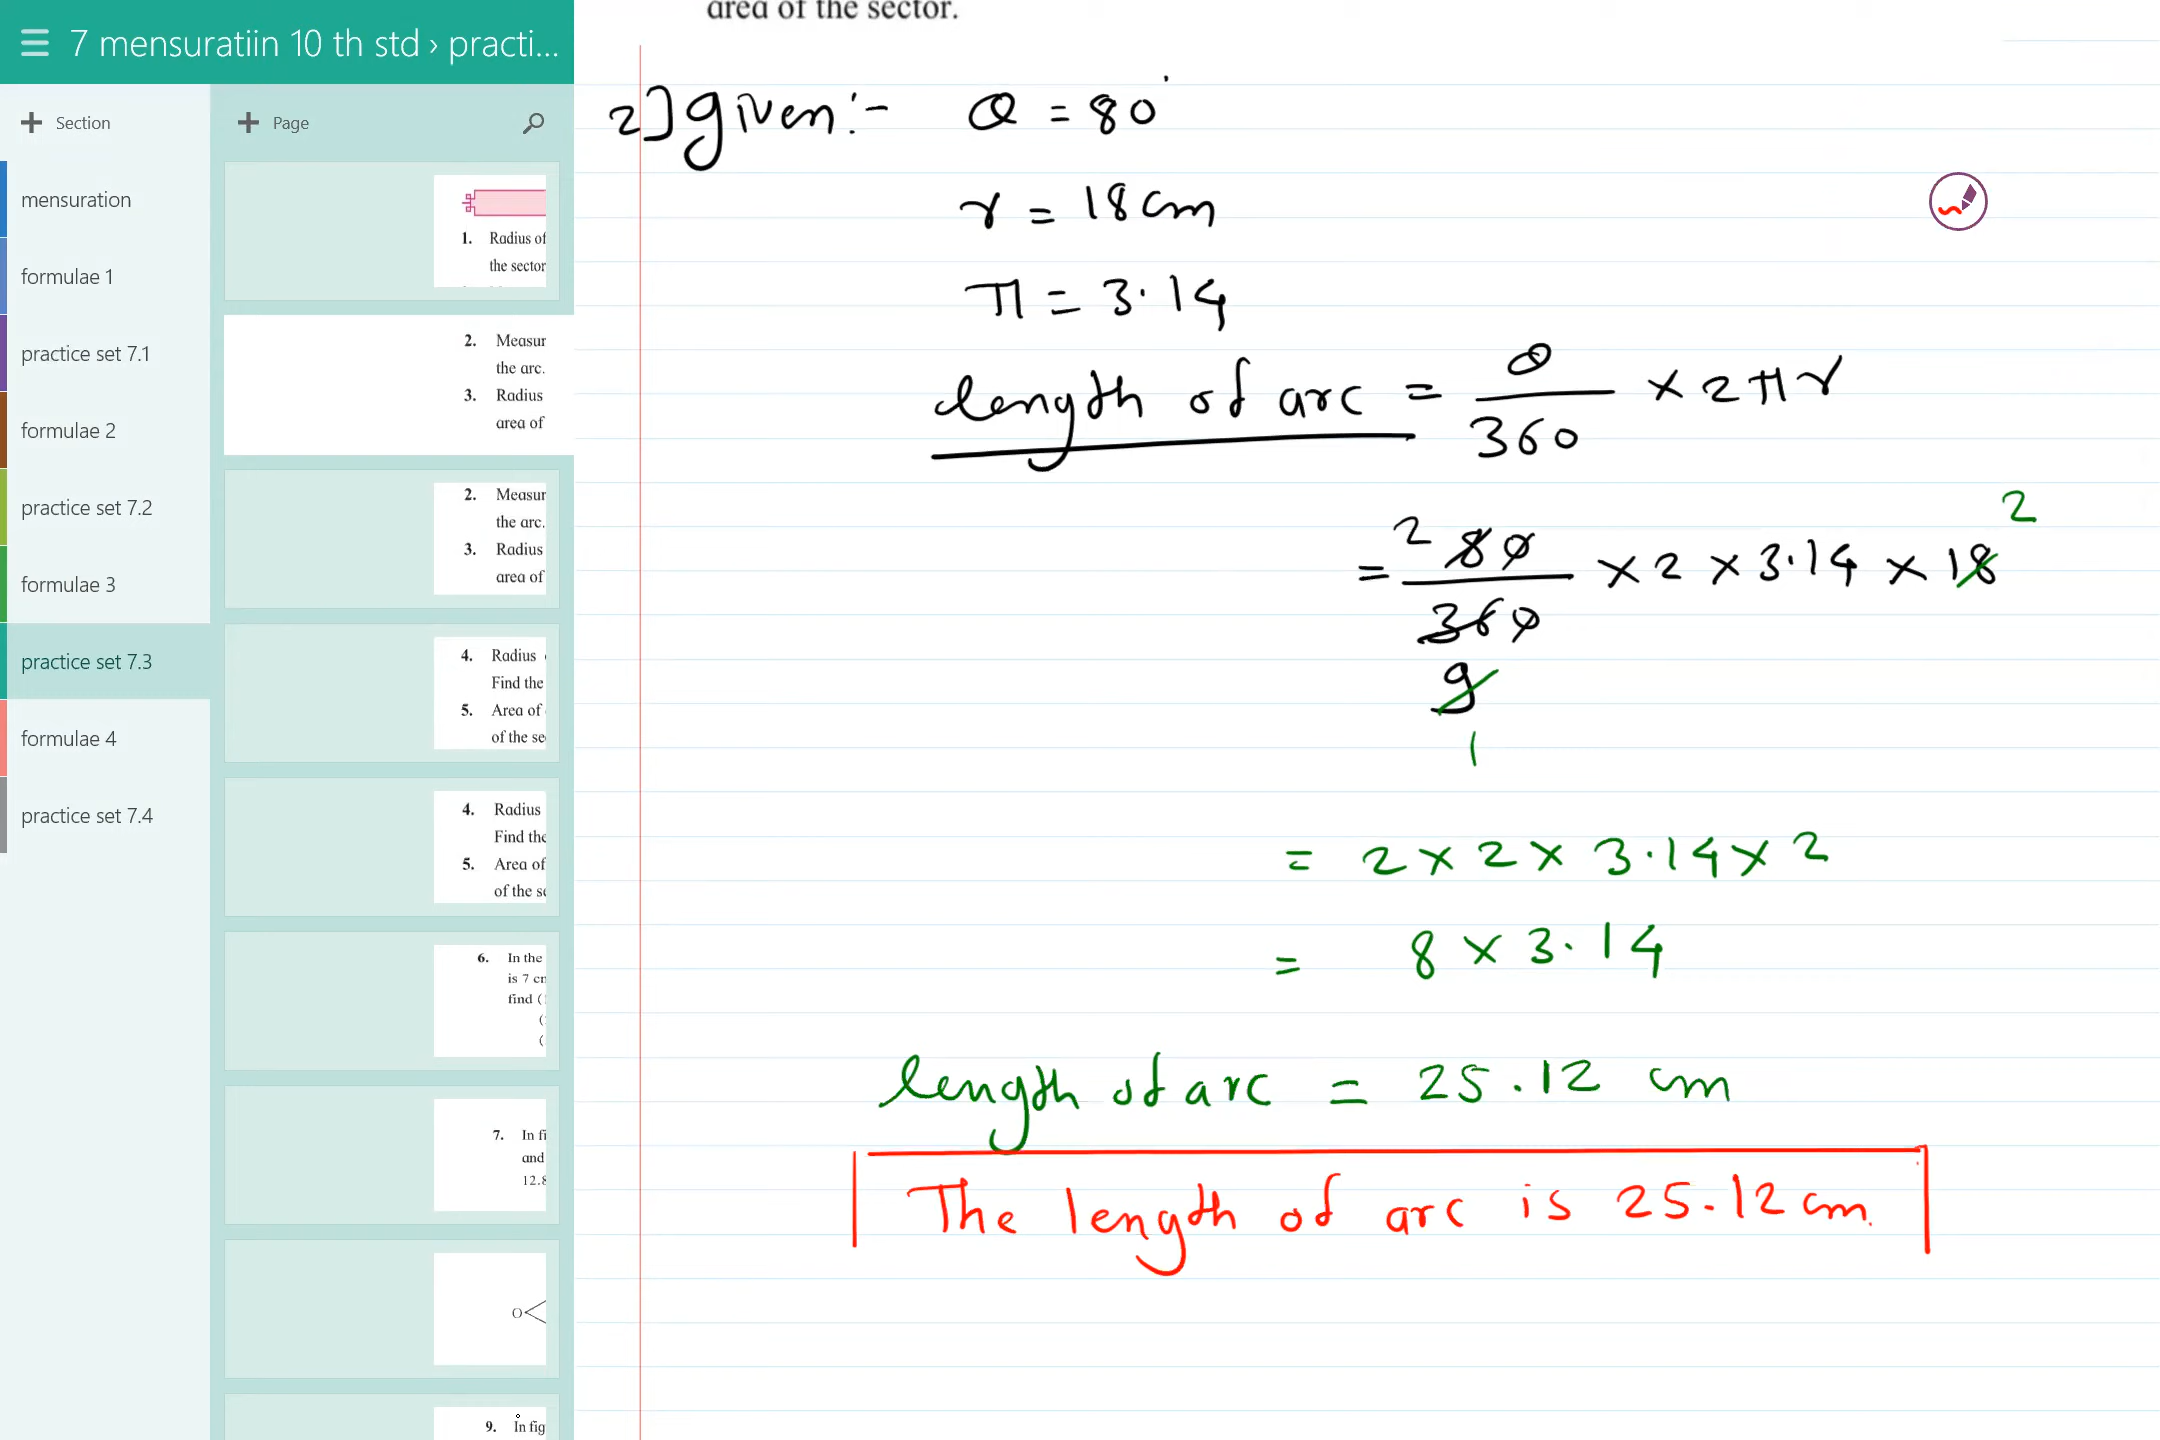 7 mensuratiin 10 th std › practi...
+ Section
mensuration
formulae 1
practice set 7.1
formulae 2
practice set 7.2
formulae 3
practice set 7.3
formulae 4
practice set 7.4
+ Page
1. Radius of
the sector
2. Measur
the arc.
3. Radius
area of
2. Measur
the arc.
3. Radius
area of
4. Radius
Find the
5. Area of
of the se
4. Radius
Find the
5. Area of
of the se
6. In the
is 7 cm
find (
(
(
7. In fi
and
12.8
O
9. In fig
area of the sector.
2] given :- θ = 80°
r = 18 cm
π = 3.14
length of arc = θ/360 × 2πr
= 2 80/360 9 1 × 2 × 3.14 × 18 2
= 2 × 2 × 3.14 × 2
= 8 × 3.14
length of arc = 25.12 cm
The length of arc is 25.12 cm.